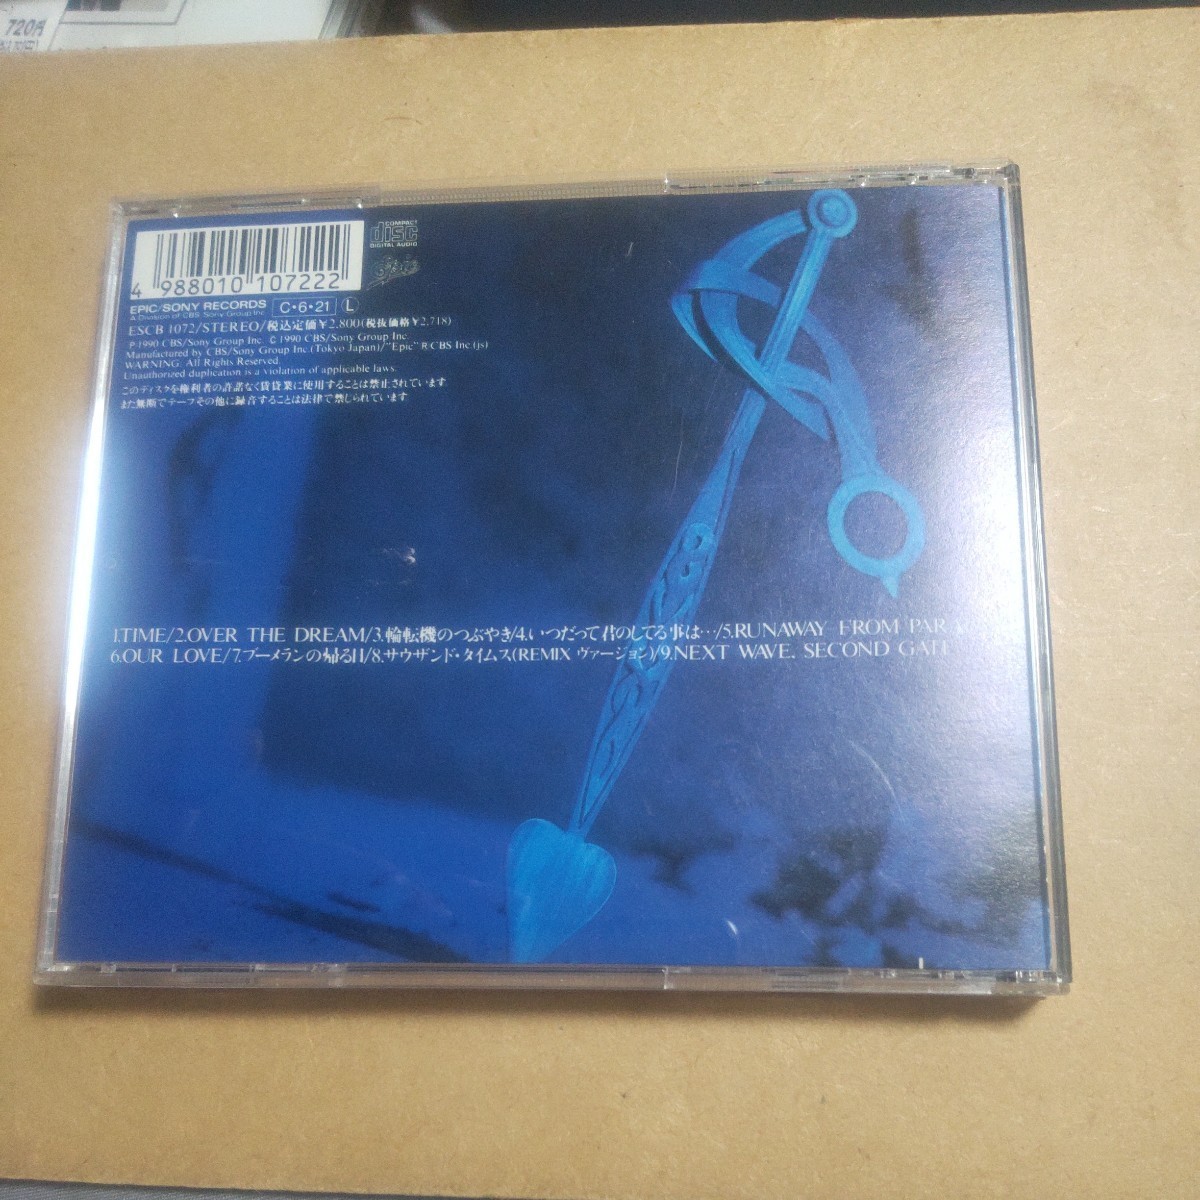 720円
4 988010 107222
COMPACT
disc
DIGITAL AUDIO
Epic
EPIC/SONY RECORDS
A Division of CBS/Sony Group Inc.
C・6・21 L
ESCB 1072/STEREO/税込定価¥2,800(税抜価格¥2,718)
℗1990 CBS/Sony Group Inc. ©1990 CBS/Sony Group Inc.
Manufactured by CBS/Sony Group Inc.(Tokyo Japan)/"Epic"®CBS Inc.(js)
WARNING: All Rights Reserved.
Unauthorized duplication is a violation of applicable laws.
このディスクを権利者の許諾なく賃貸業に使用することは禁止されています
また無断でテープその他に録音することは法律で禁じられています
1.TIME/2.OVER THE DREAM/3.輪転機のつぶやき/4.いつだって君のしてる事は…/5.RUNAWAY FROM PARA
6.OUR LOVE/7.ブーメランの帰る日/8.サウザンド・タイムス(REMIX ヴァージョン)/9.NEXT WAVE. SECOND GATE